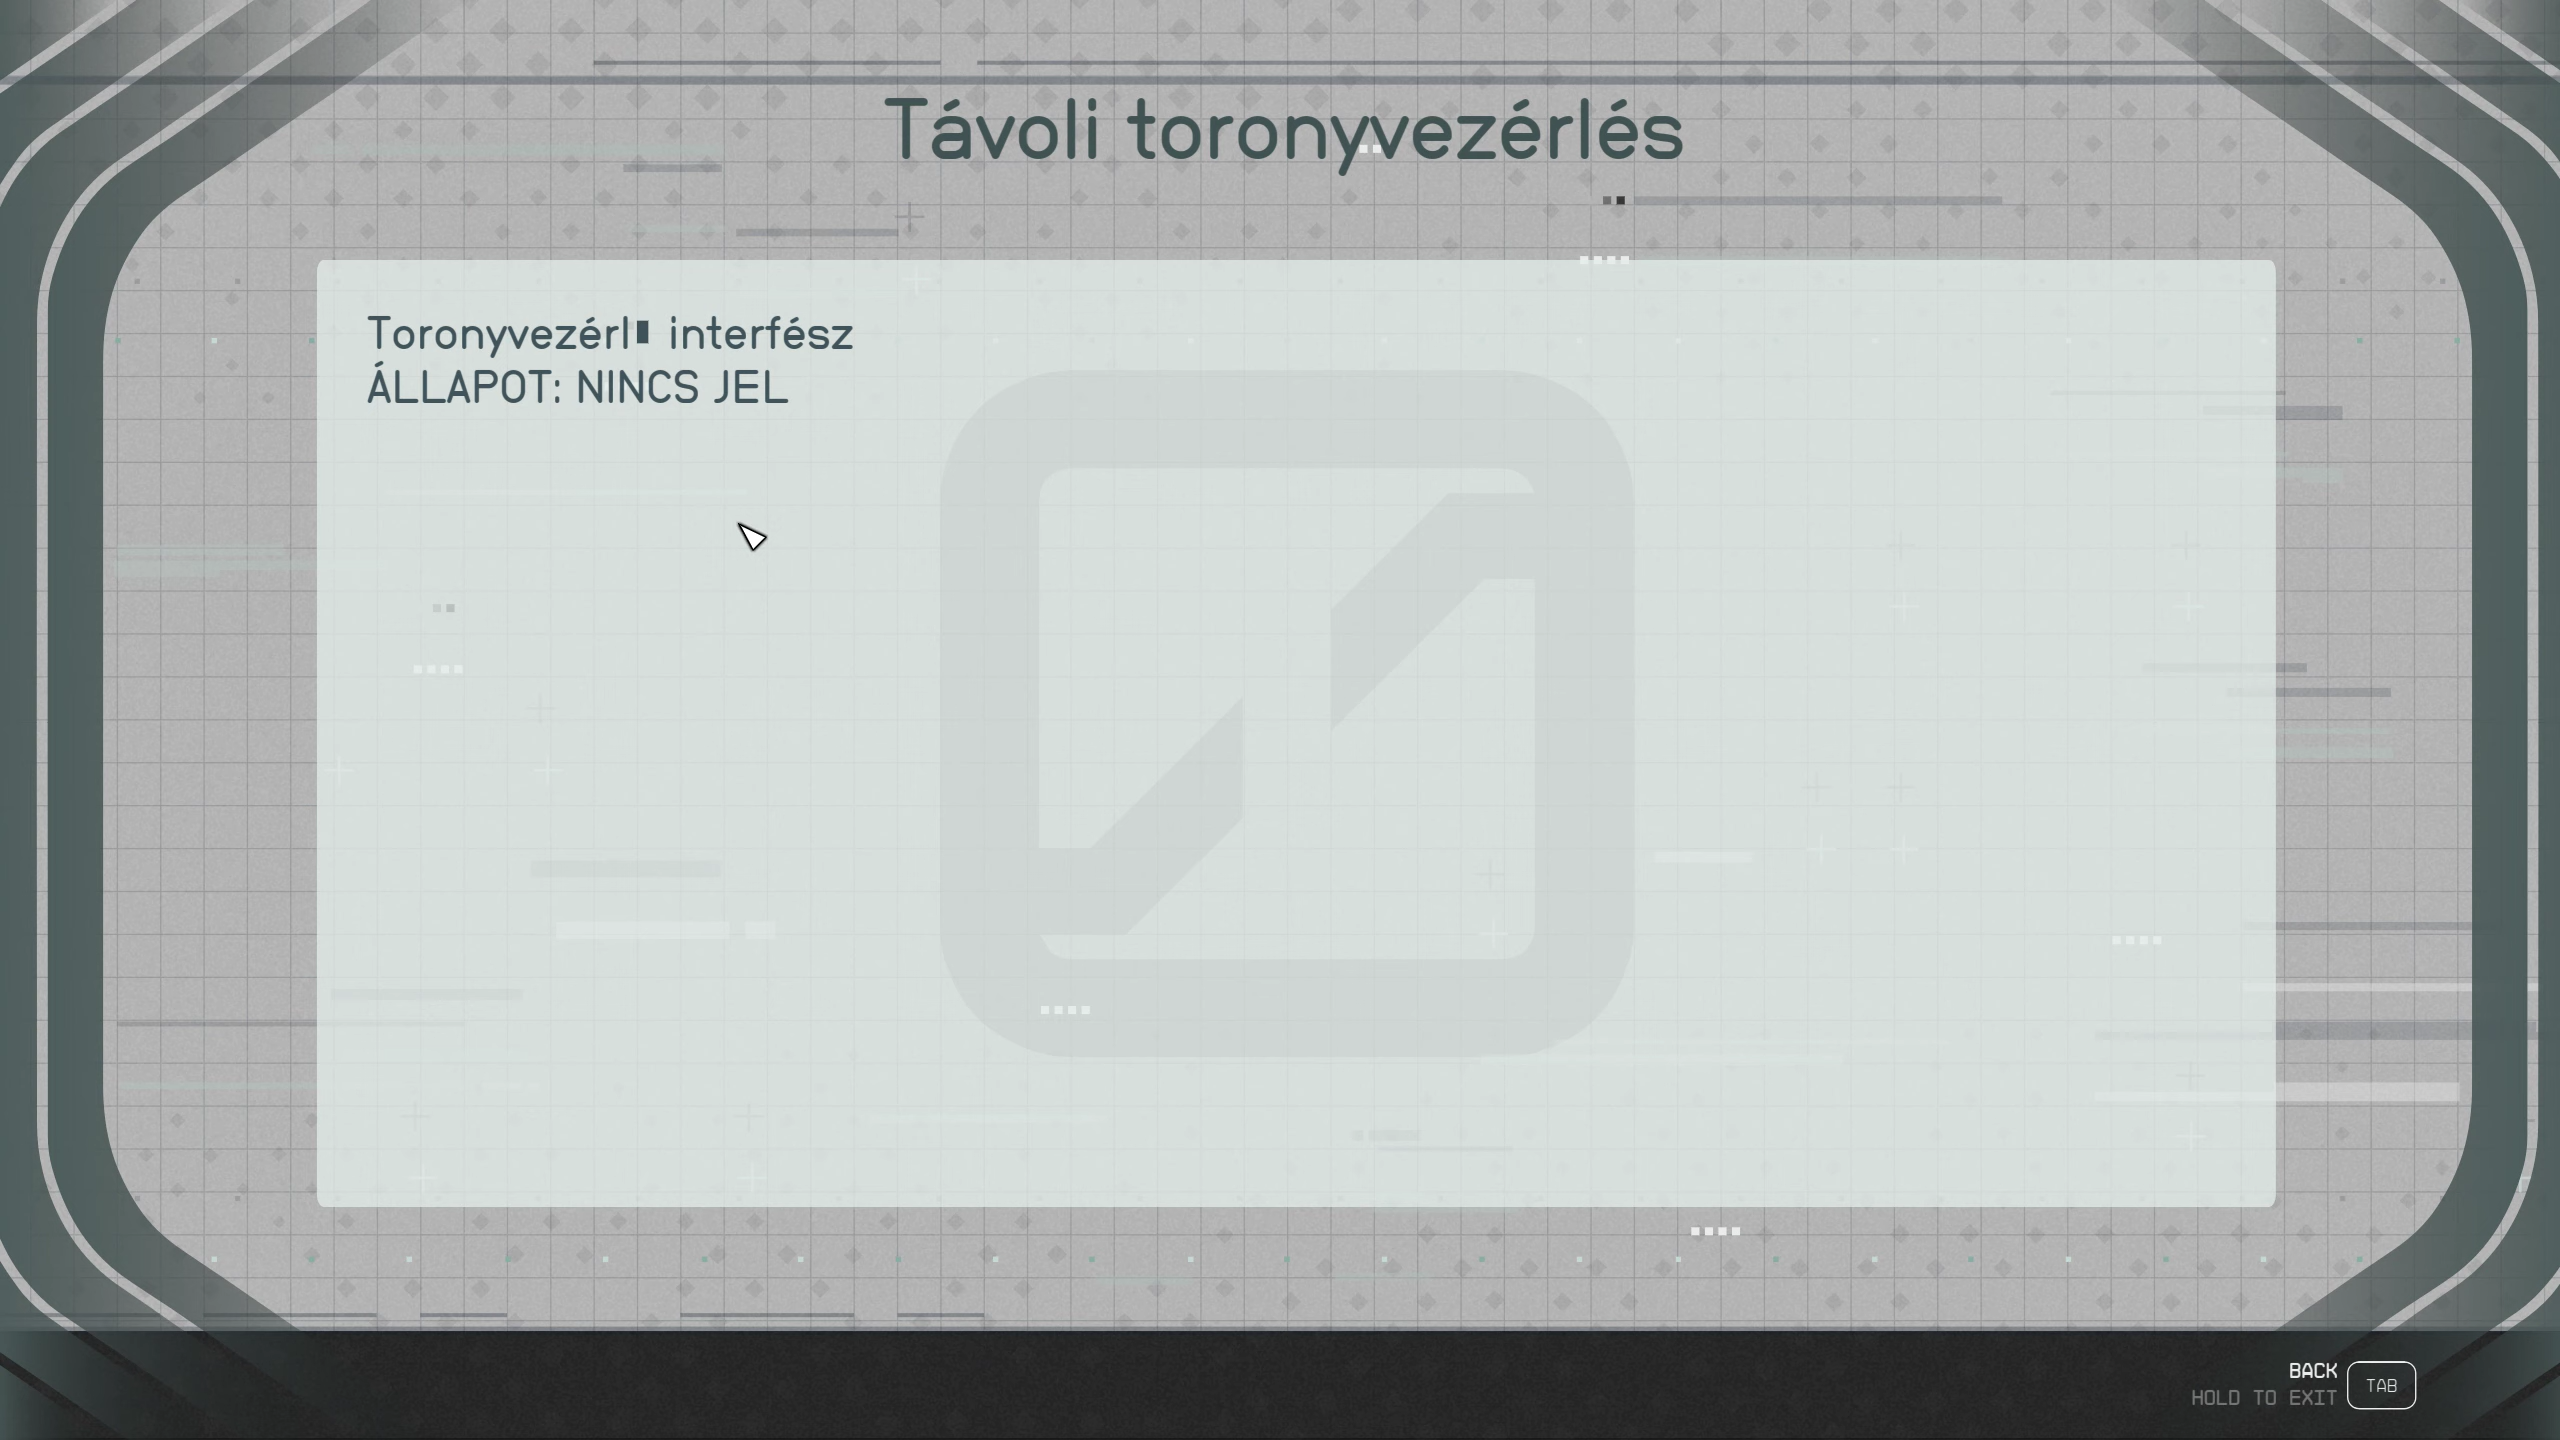 Távoli toronyvezérlés
Toronyvezérl▮ interfész
ÁLLAPOT: NINCS JEL
BACK
HOLD TO EXIT
TAB